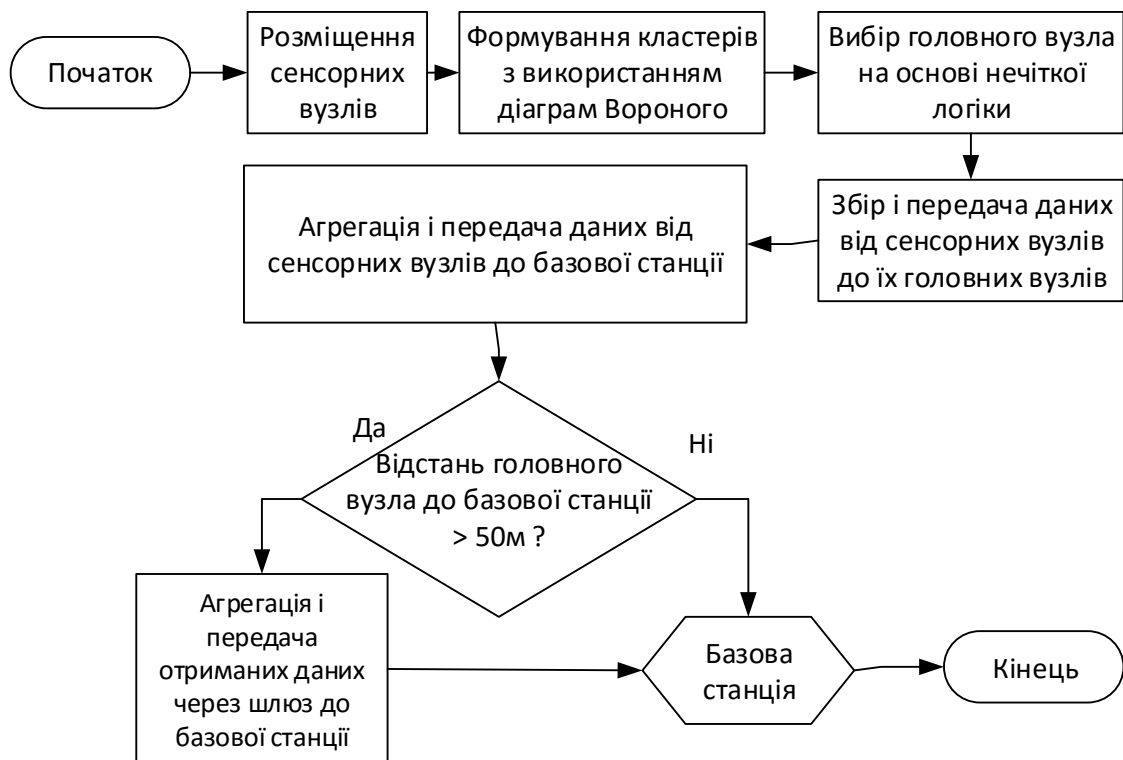 Початок
Розміщення
сенсорних
вузлів
Формування кластерів
з використанням
діаграм Вороного
Вибір головного вузла
на основі нечіткої
логіки
Збір і передача даних
від сенсорних вузлів
до їх головних вузлів
Агрегація і передача даних від
сенсорних вузлів до базової станції
Да
Ні
Відстань головного
вузла до базової станції
> 50м ?
Агрегація і
передача
отриманих даних
через шлюз до
базової станції
Базова
станція
Кінець